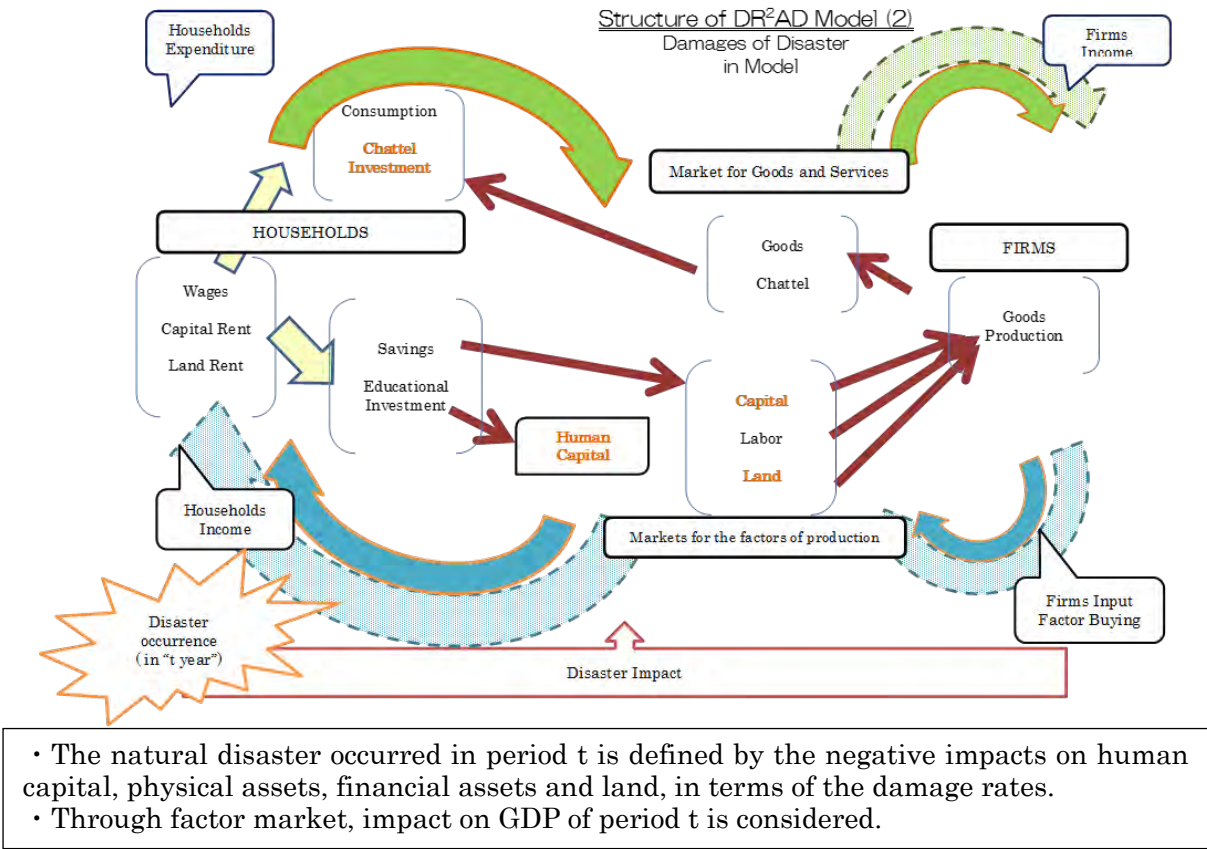 Structure of DR²AD Model (2)
Damages of Disaster
in Model
Households
Expenditure
Firms
Income
Consumption
Chattel
Investment
Market for Goods and Services
HOUSEHOLDS
Goods
Chattel
FIRMS
Wages
Capital Rent
Land Rent
Goods
Production
Savings
Educational
Investment
Capital
Labor
Land
Human
Capital
Households
Income
Markets for the factors of production
Firms Input
Factor Buying
Disaster
occurrence
(in “t year”)
Disaster Impact
・The natural disaster occurred in period t is defined by the negative impacts on human
capital, physical assets, financial assets and land, in terms of the damage rates.
・Through factor market, impact on GDP of period t is considered.